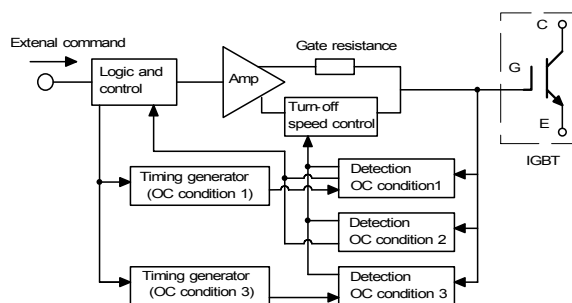 Extenal command
Logic and
control
Amp
Gate resistance
Turn-off
speed control
C
G
E
IGBT
Timing generator
(OC condition 1)
Detection
OC condition1
Detection
OC condition 2
Timing generator
(OC condition 3)
Detection
OC condition 3